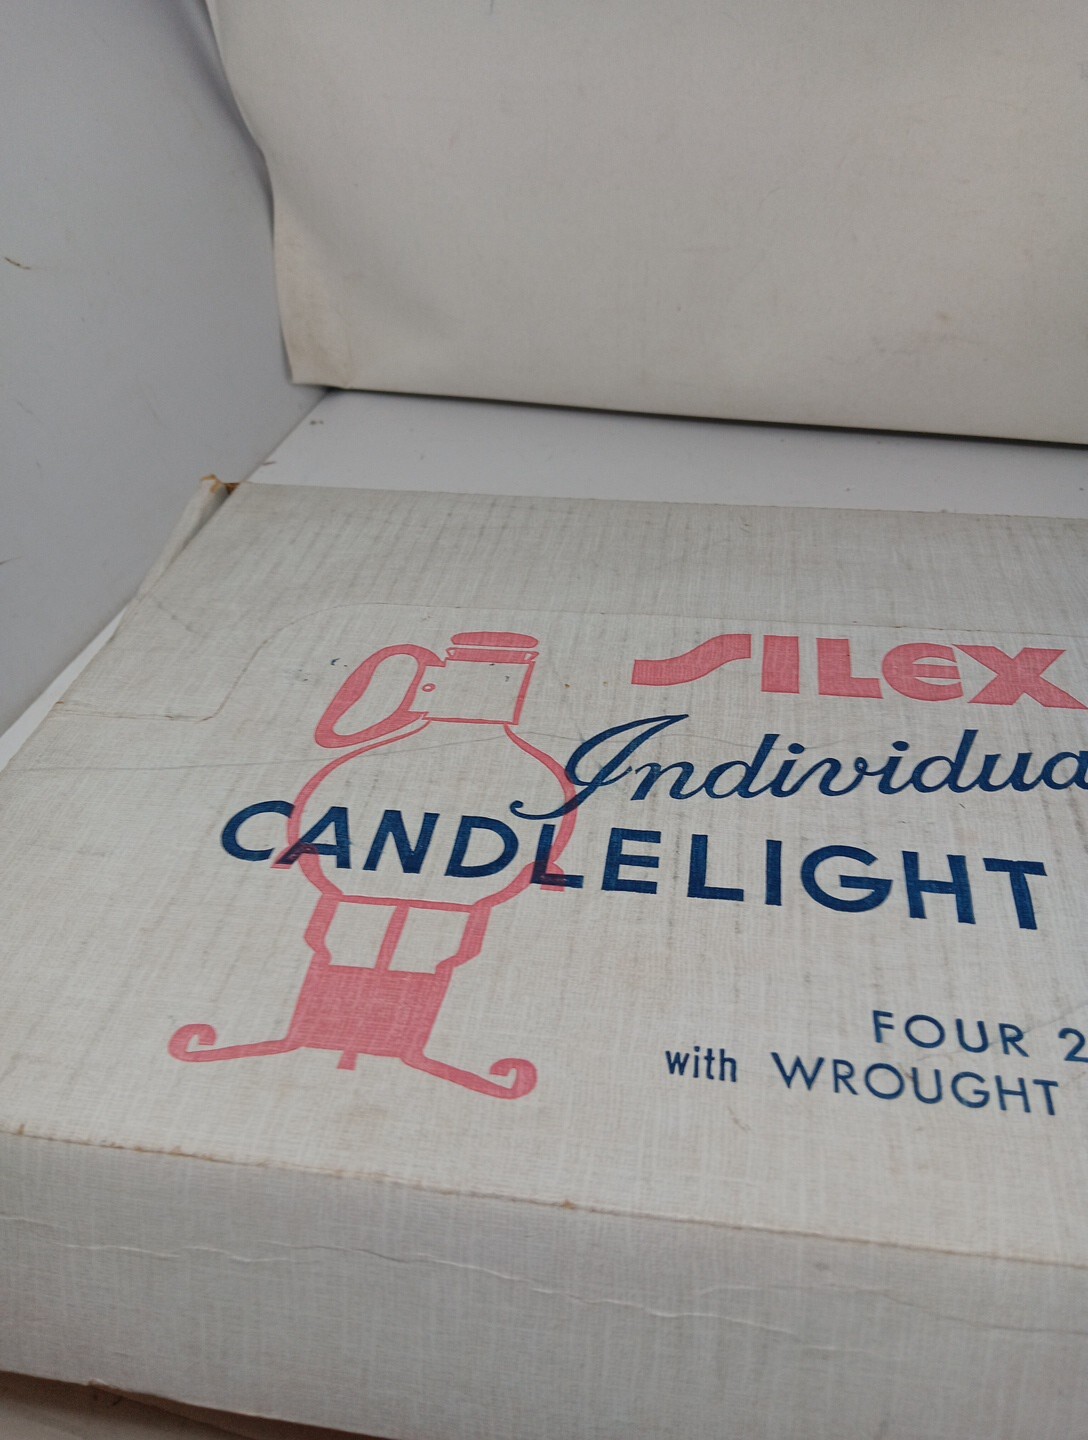 SILEX
Individua
CANDLELIGHT
FOUR 2
with WROUGHT